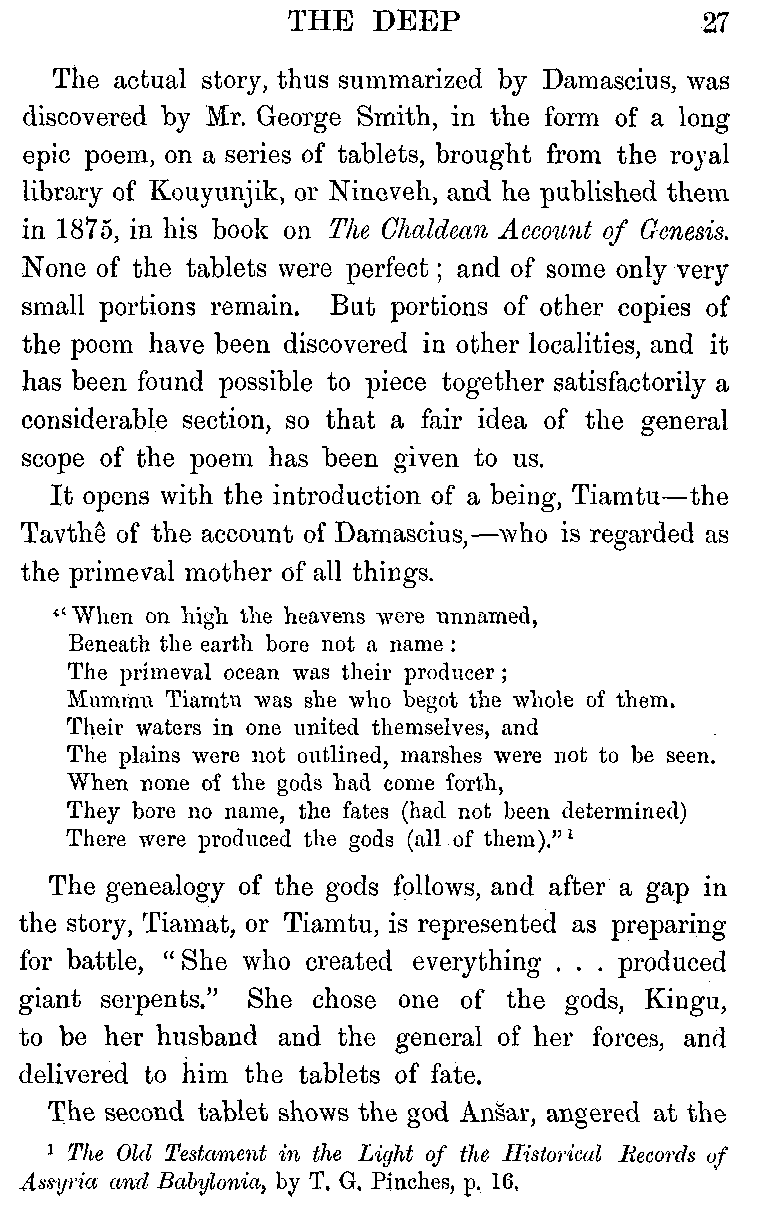 THE DEEP 27
The actual story, thus summarized by Damascius, was
discovered by Mr. George Smith, in the form of a long
epic poem, on a series of tablets, brought from the royal
library of Kouyunjik, or Nineveh, and he published them
in 1875, in his book on The Chaldean Account of Genesis.
None of the tablets were perfect ; and of some only very
small portions remain. But portions of other copies of
the poem have been discovered in other localities, and it
has been found possible to piece together satisfactorily a
considerable section, so that a fair idea of the general
scope of the poem has been given to us.
It opens with the introduction of a being, Tiamtu—the
Tavthê of the account of Damascius,—who is regarded as
the primeval mother of all things.
“ When on high the heavens were unnamed,
Beneath the earth bore not a name :
The primeval ocean was their producer ;
Mummu Tiamtu was she who begot the whole of them.
Their waters in one united themselves, and
The plains were not outlined, marshes were not to be seen.
When none of the gods had come forth,
They bore no name, the fates (had not been determined)
There were produced the gods (all of them).” ¹
The genealogy of the gods follows, and after a gap in
the story, Tiamat, or Tiamtu, is represented as preparing
for battle, “ She who created everything . . . produced
giant serpents.” She chose one of the gods, Kingu,
to be her husband and the general of her forces, and
delivered to him the tablets of fate.
The second tablet shows the god Anšar, angered at the
¹ The Old Testament in the Light of the Historical Records of
Assyria and Babylonia, by T. G. Pinches, p. 16.